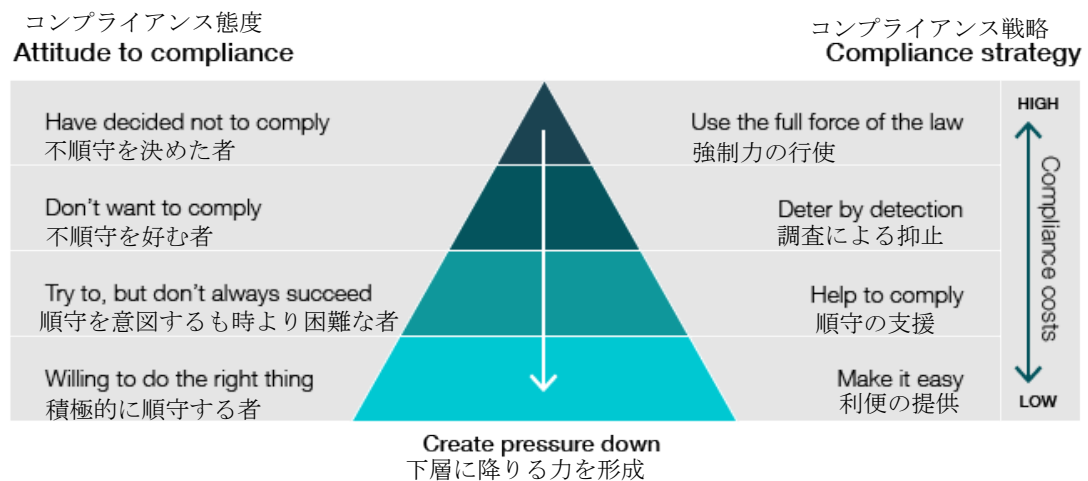 コンプライアンス態度
Attitude to compliance
コンプライアンス戦略
Compliance strategy
Have decided not to comply
不順守を決めた者
Use the full force of the law
強制力の行使
HIGH
Don't want to comply
不順守を好む者
Deter by detection
調査による抑止
Compliance costs
Try to, but don't always succeed
順守を意図するも時より困難な者
Help to comply
順守の支援
Willing to do the right thing
積極的に順守する者
Make it easy
利便の提供
LOW
Create pressure down
下層に降りる力を形成